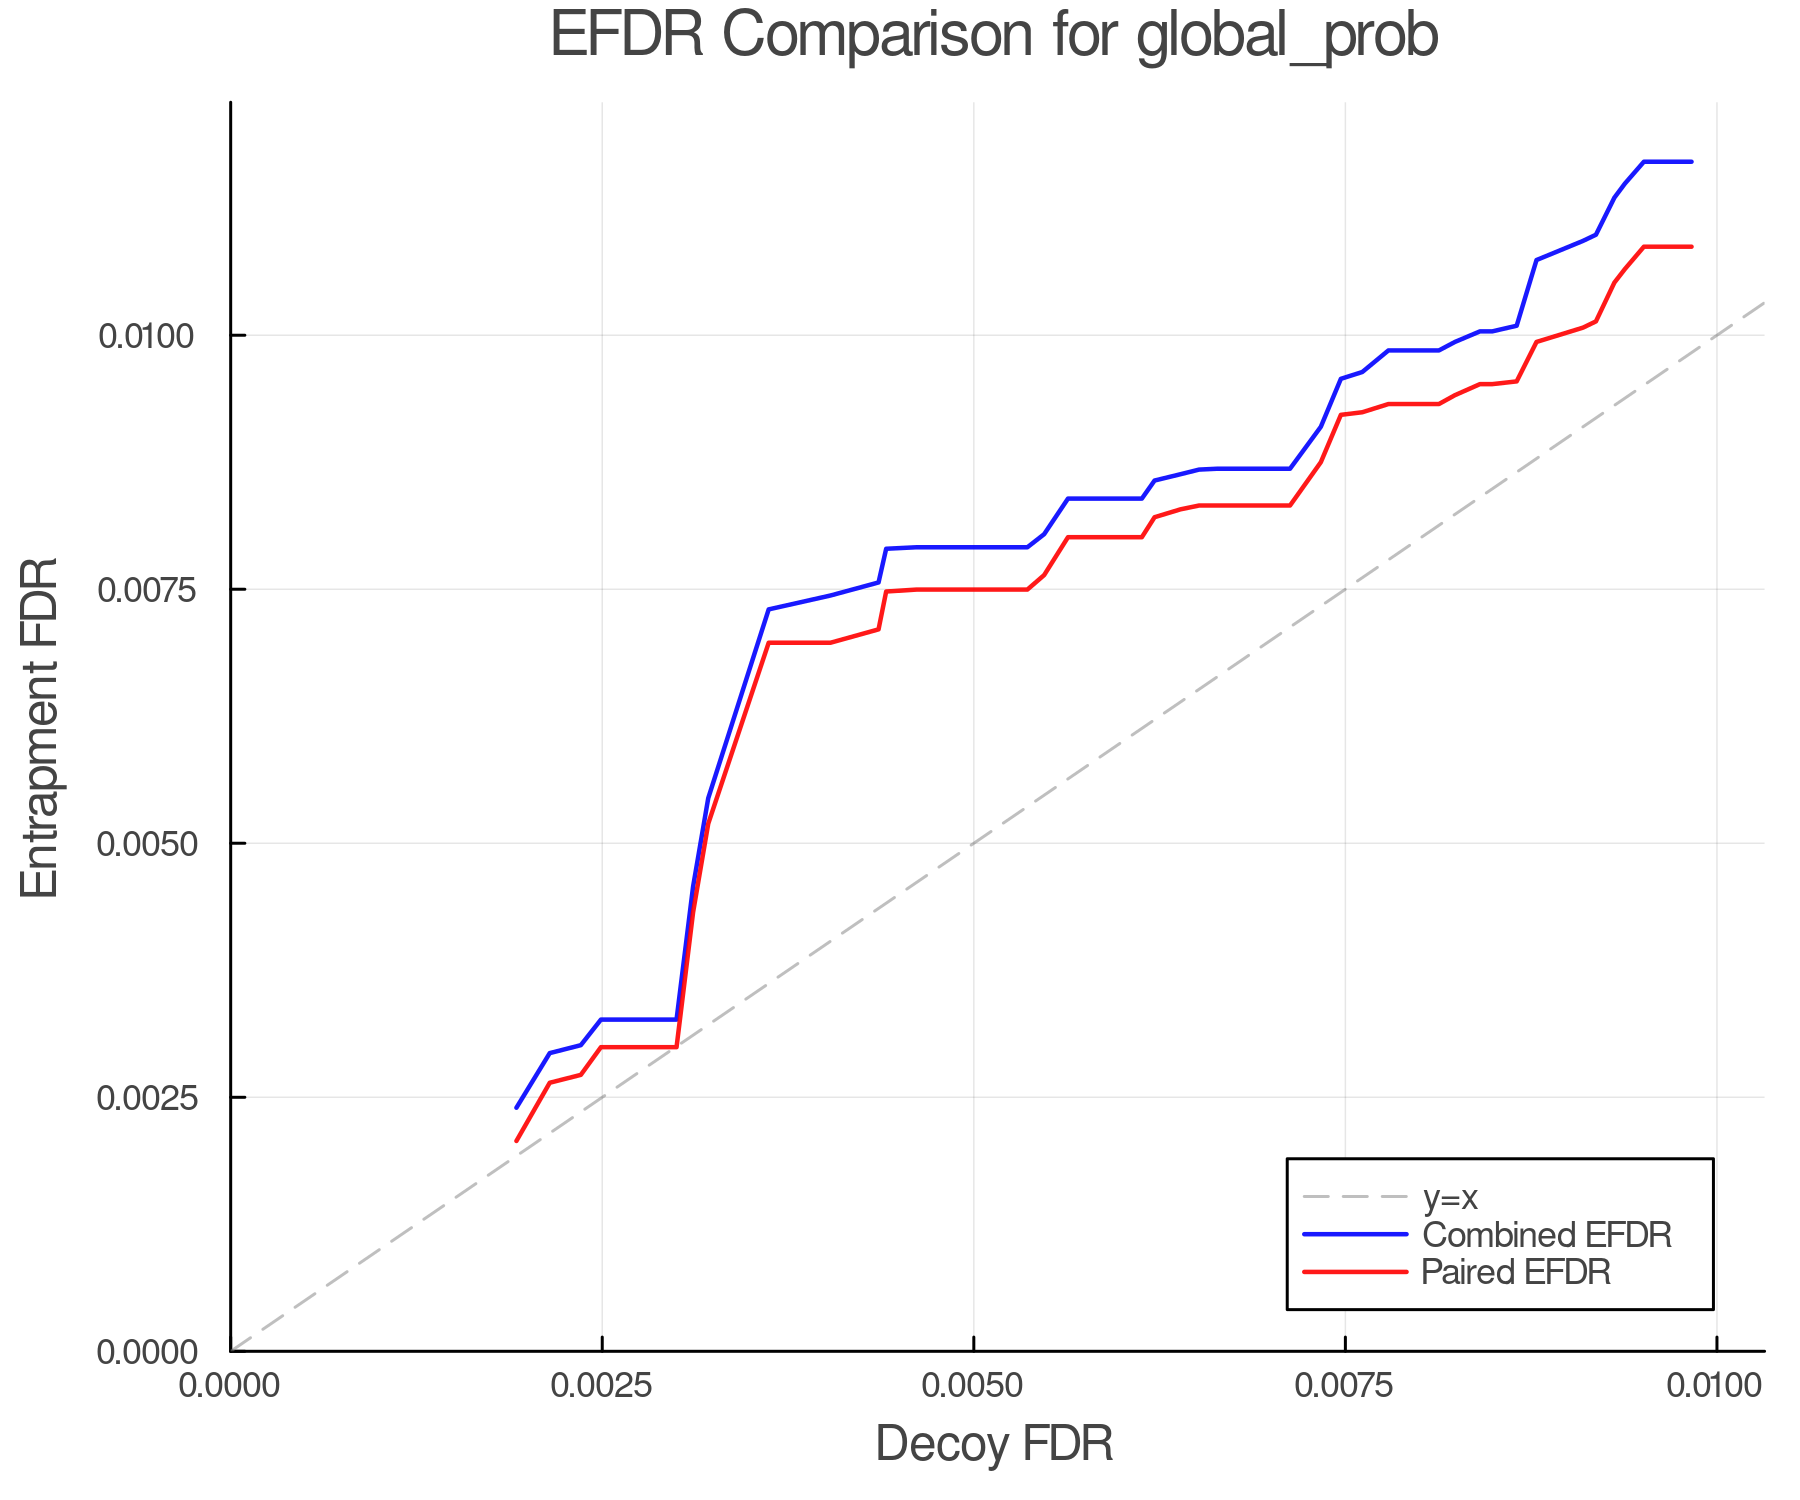 EFDR Comparison for global_prob
Entrapment FDR
0.0100
0.0075
0.0050
0.0025
0.0000
0.0000
0.0025
0.0050
0.0075
0.0100
Decoy FDR
y=x
Combined EFDR
Paired EFDR